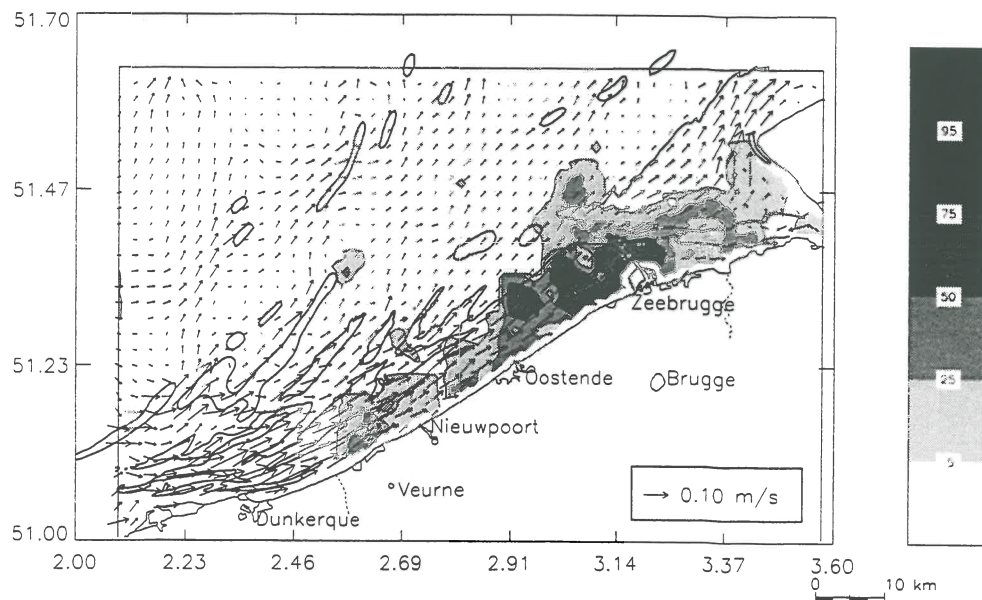 51.70
95
51.47
75
50
Zeebrugge
51.23
Oostende
Brugge
25
Nieuwpoort
5
Veurne
0.10 m/s
Dunkerque
51.00
2.00 2.23 2.46 2.69 2.91 3.14 3.37 3.60
0 10 km